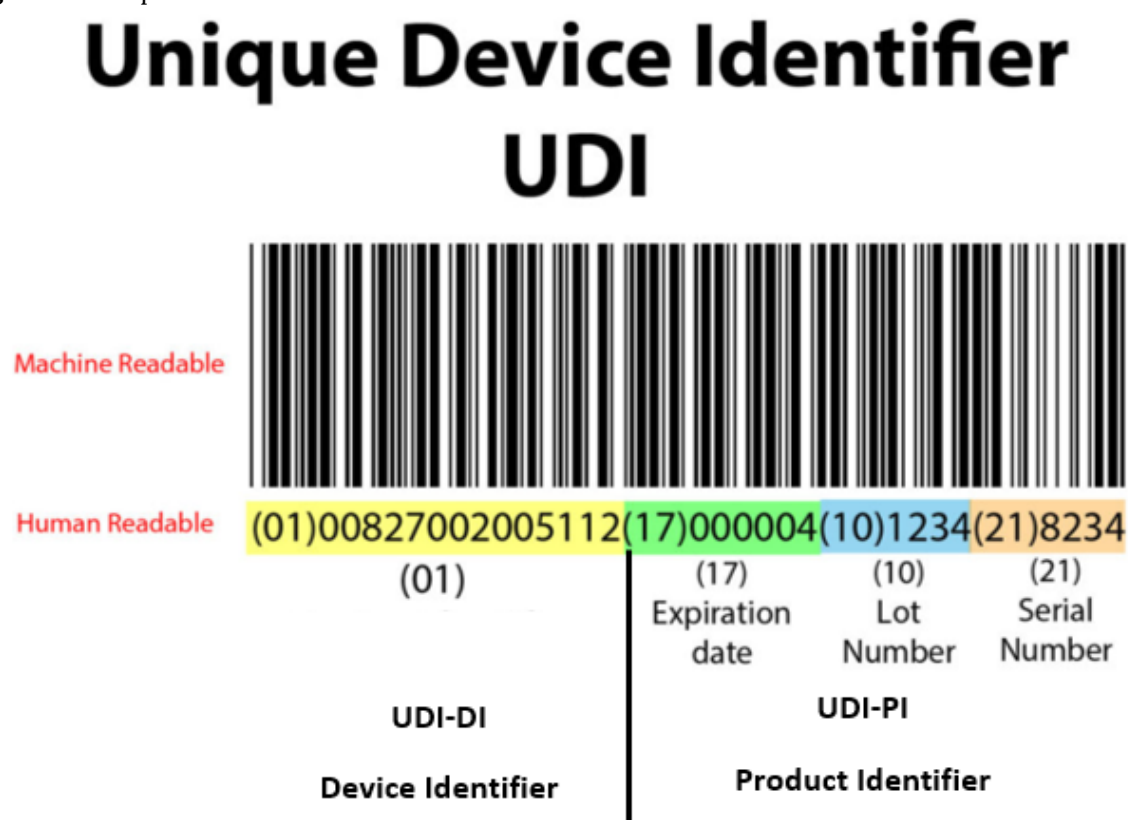 Unique Device Identifier
UDI
Machine Readable
Human Readable
(01)00827002005112(17)000004(10)1234(21)8234
(01)
(17)
Expiration
date
(10)
Lot
Number
(21)
Serial
Number
UDI-DI
Device Identifier
UDI-PI
Product Identifier